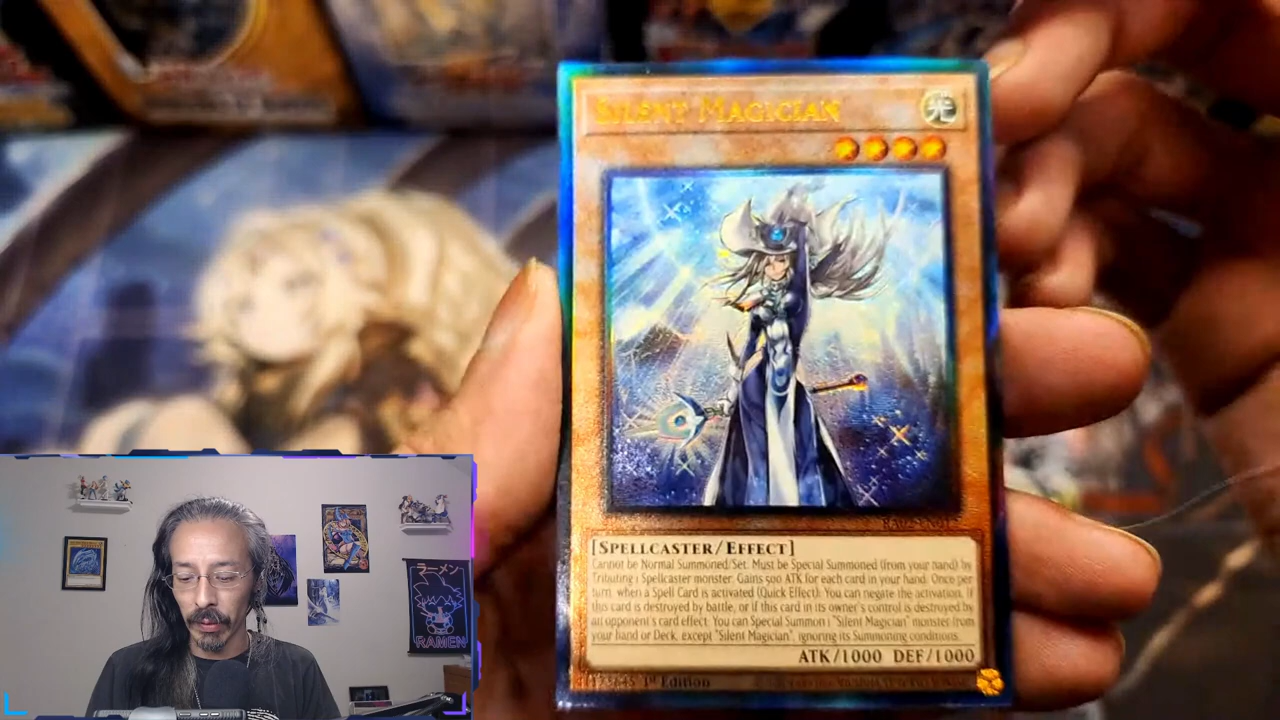 SILENT MAGICIAN
光
RA02-EN017
[SPELLCASTER/EFFECT]
Cannot be Normal Summoned/Set. Must be Special Summoned (from your hand) by
Tributing 1 Spellcaster monster. Gains 500 ATK for each card in your hand. Once per
turn, when a Spell Card is activated (Quick Effect): You can negate the activation. If
this card is destroyed by battle, or if this card in its owner's control is destroyed by
an opponent's card effect: You can Special Summon 1 "Silent Magician" monster from
your hand or Deck, except "Silent Magician", ignoring its Summoning conditions.
ATK/1000 DEF/1000
1st Edition
ラーメン
RAMEN